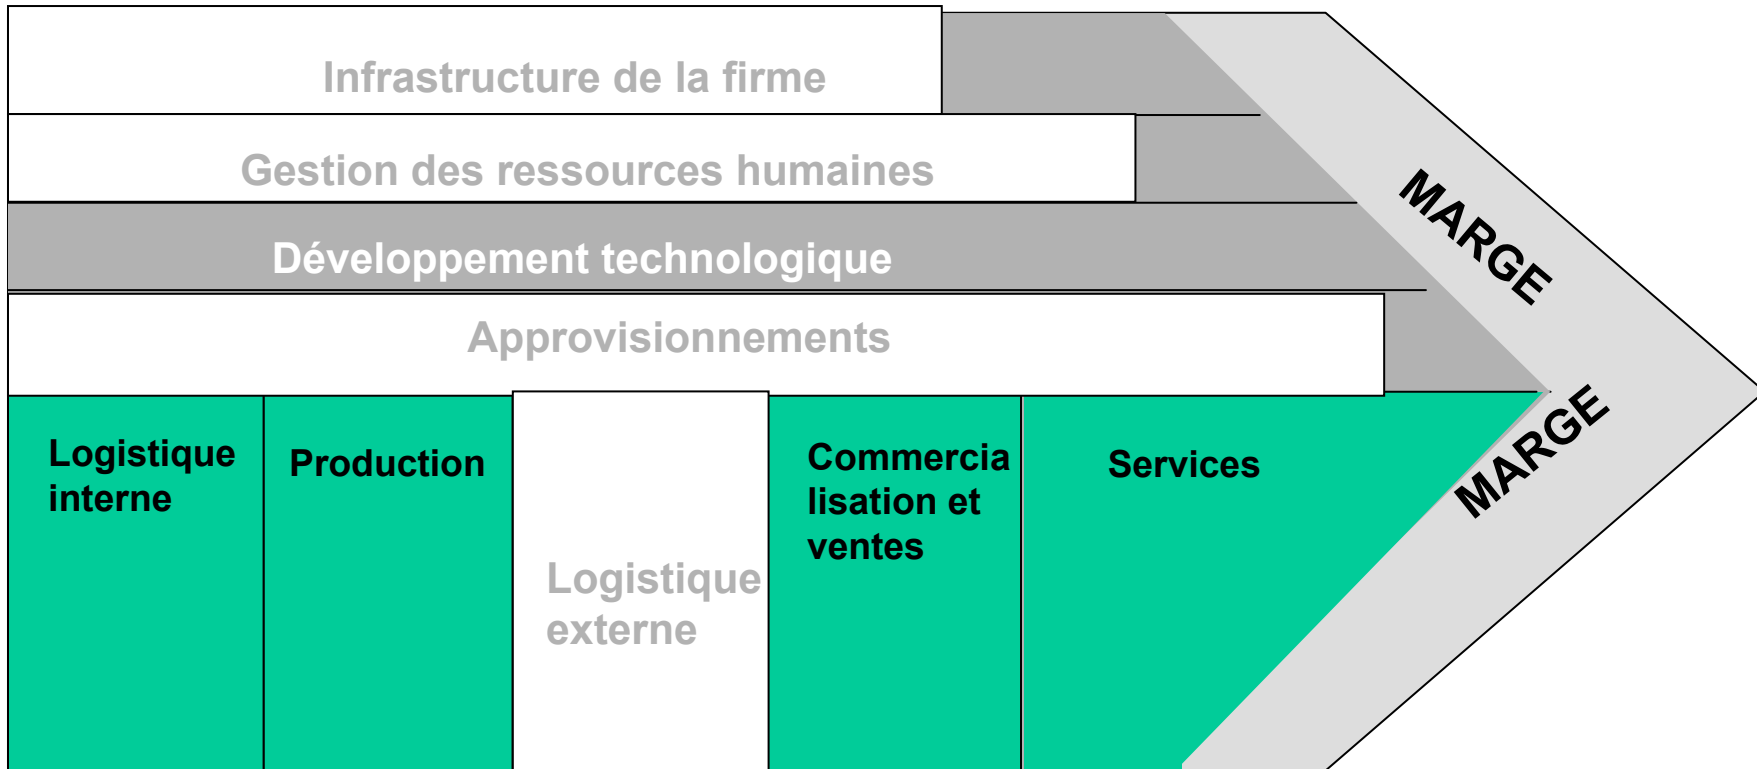 Infrastructure de la firme
Gestion des ressources humaines
Développement technologique
Approvisionnements
MARGE
Logistique
interne
Production
Logistique
externe
Commercia
lisation et
ventes
Services
MARGE